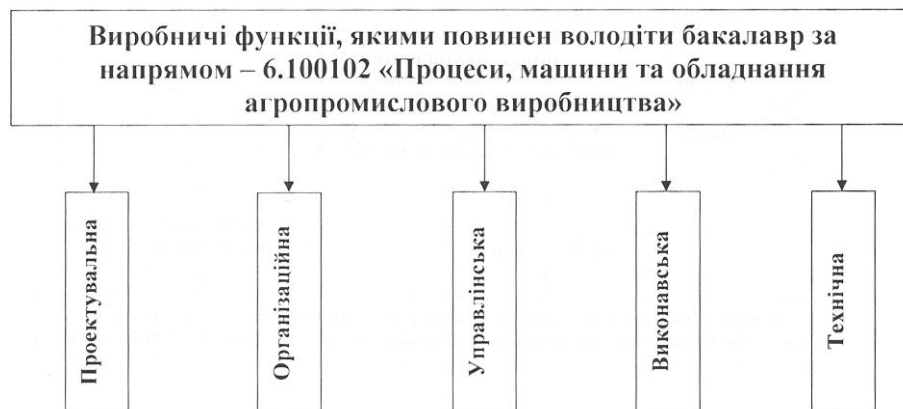 Виробничі функції, якими повинен володіти бакалавр за
напрямом – 6.100102 «Процеси, машини та обладнання
агропромислового виробництва»
Проектувальна
Організаційна
Управлінська
Виконавська
Технічна